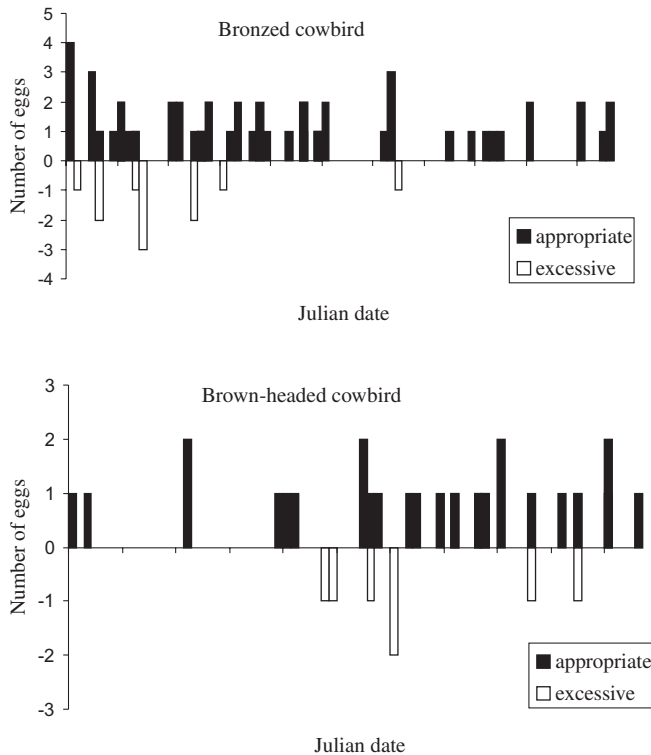 Bronzed cowbird
Number of eggs
5
4
3
2
1
0
-1
-2
-3
-4
appropriate
excessive
Julian date
Brown-headed cowbird
Number of eggs
3
2
1
0
-1
-2
-3
appropriate
excessive
Julian date